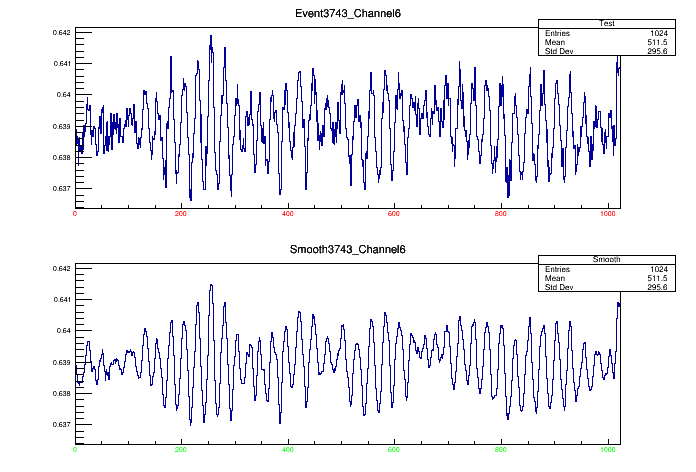 Event3743_Channel6
Test
Entries 1024
Mean 511.5
Std Dev 295.6
0.642
0.641
0.64
0.639
0.638
0.637
0 200 400 600 800 1000
Smooth3743_Channel6
Smooth
Entries 1024
Mean 511.5
Std Dev 295.6
0.642
0.641
0.64
0.639
0.638
0.637
0 200 400 600 800 1000